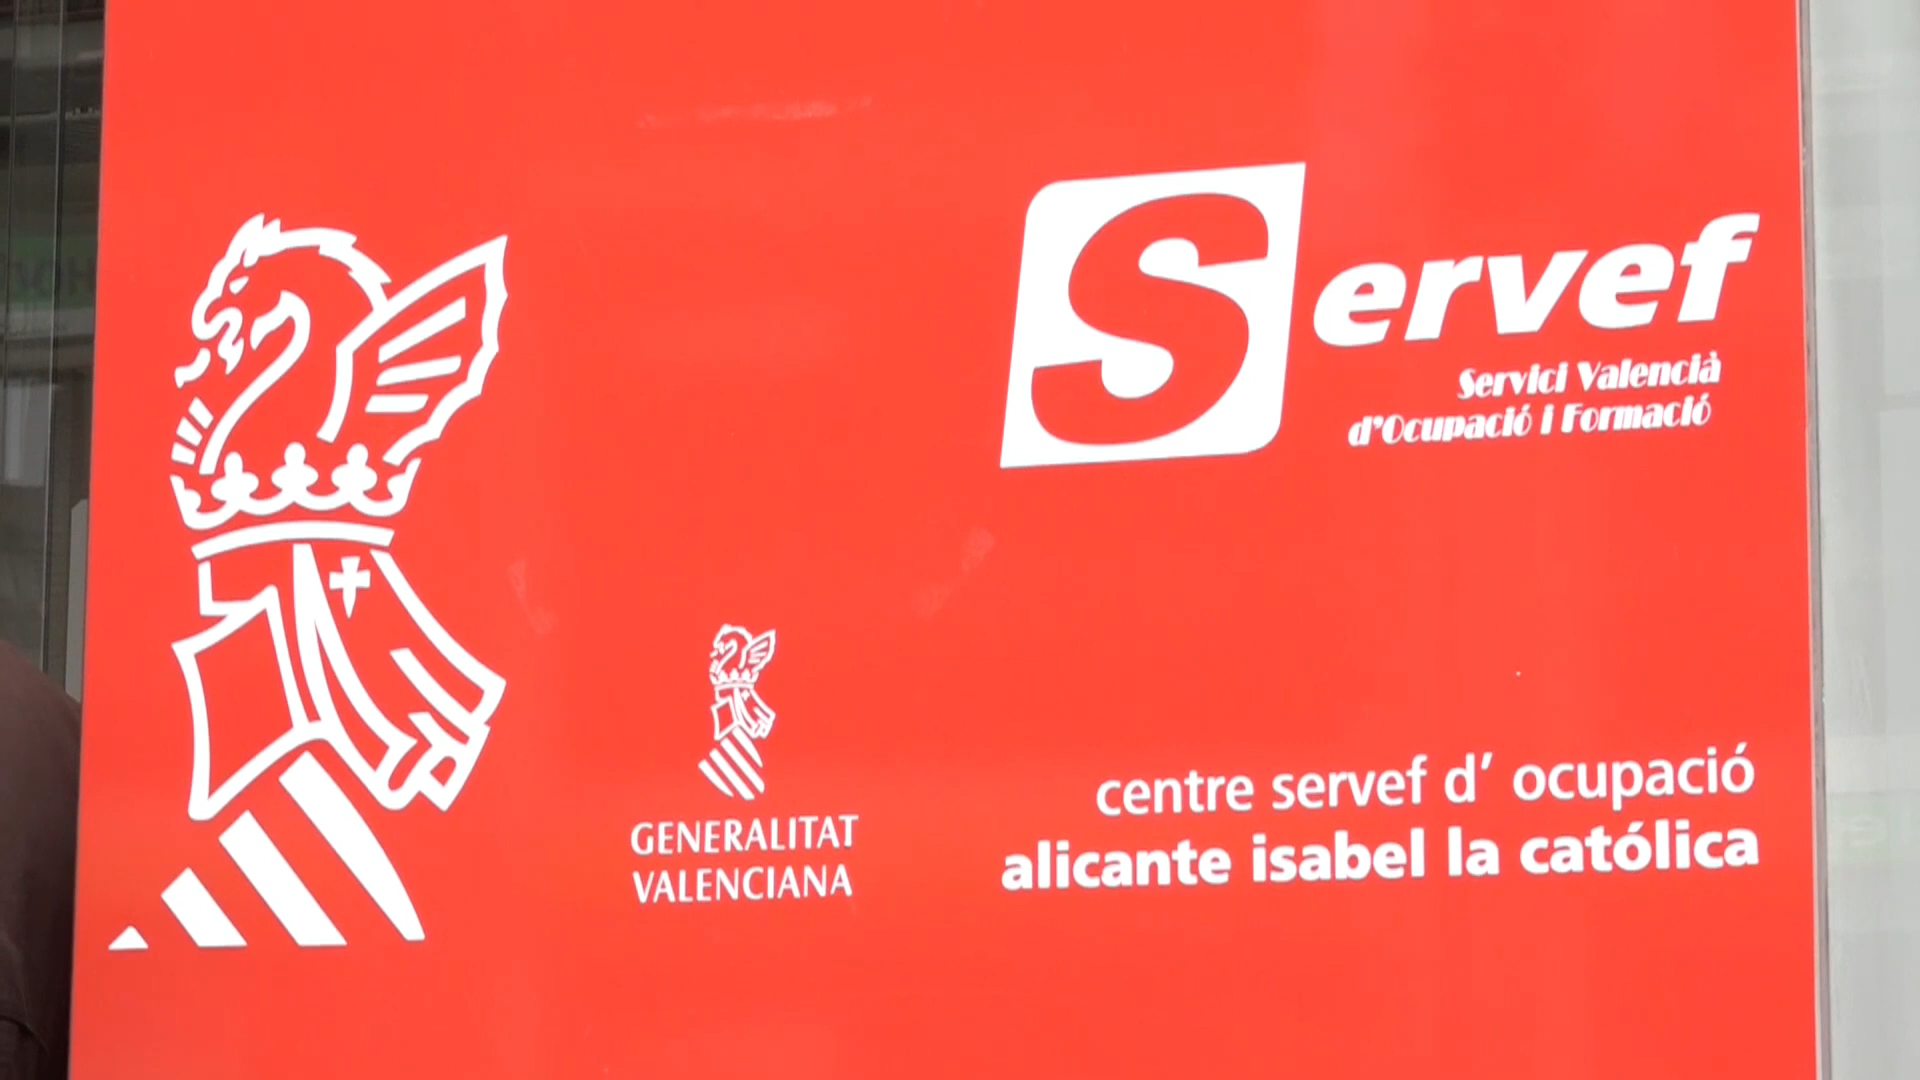 Servef
Servici Valencià
d'Ocupació i Formació
GENERALITAT
VALENCIANA
centre servef d' ocupació
alicante isabel la católica